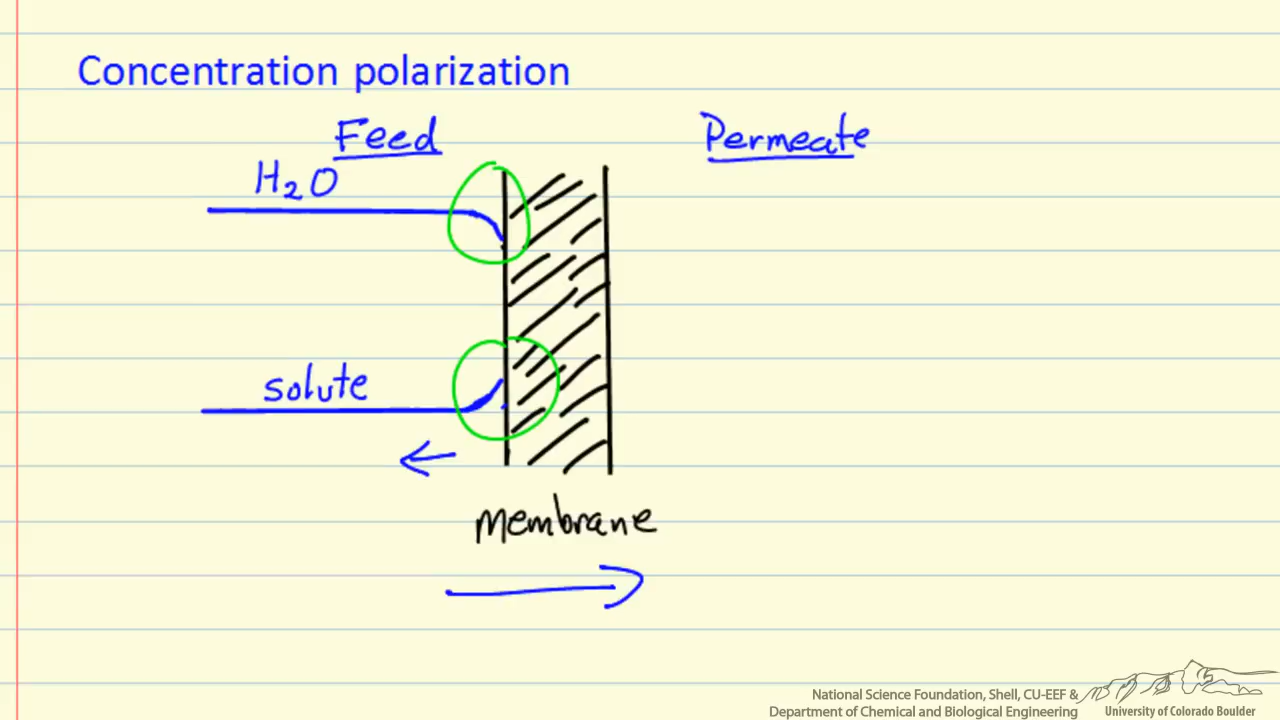 Concentration polarization
Feed
Permeate
H₂O
solute
membrane
National Science Foundation, Shell, CU-EEF &
Department of Chemical and Biological Engineering
University of Colorado Boulder